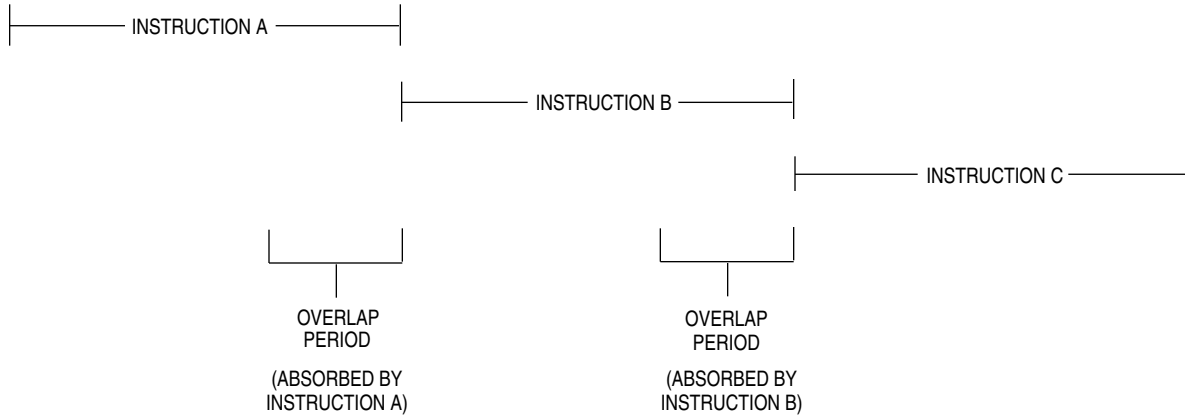 INSTRUCTION A
INSTRUCTION B
INSTRUCTION C
OVERLAP
PERIOD
(ABSORBED BY
INSTRUCTION A)
OVERLAP
PERIOD
(ABSORBED BY
INSTRUCTION B)